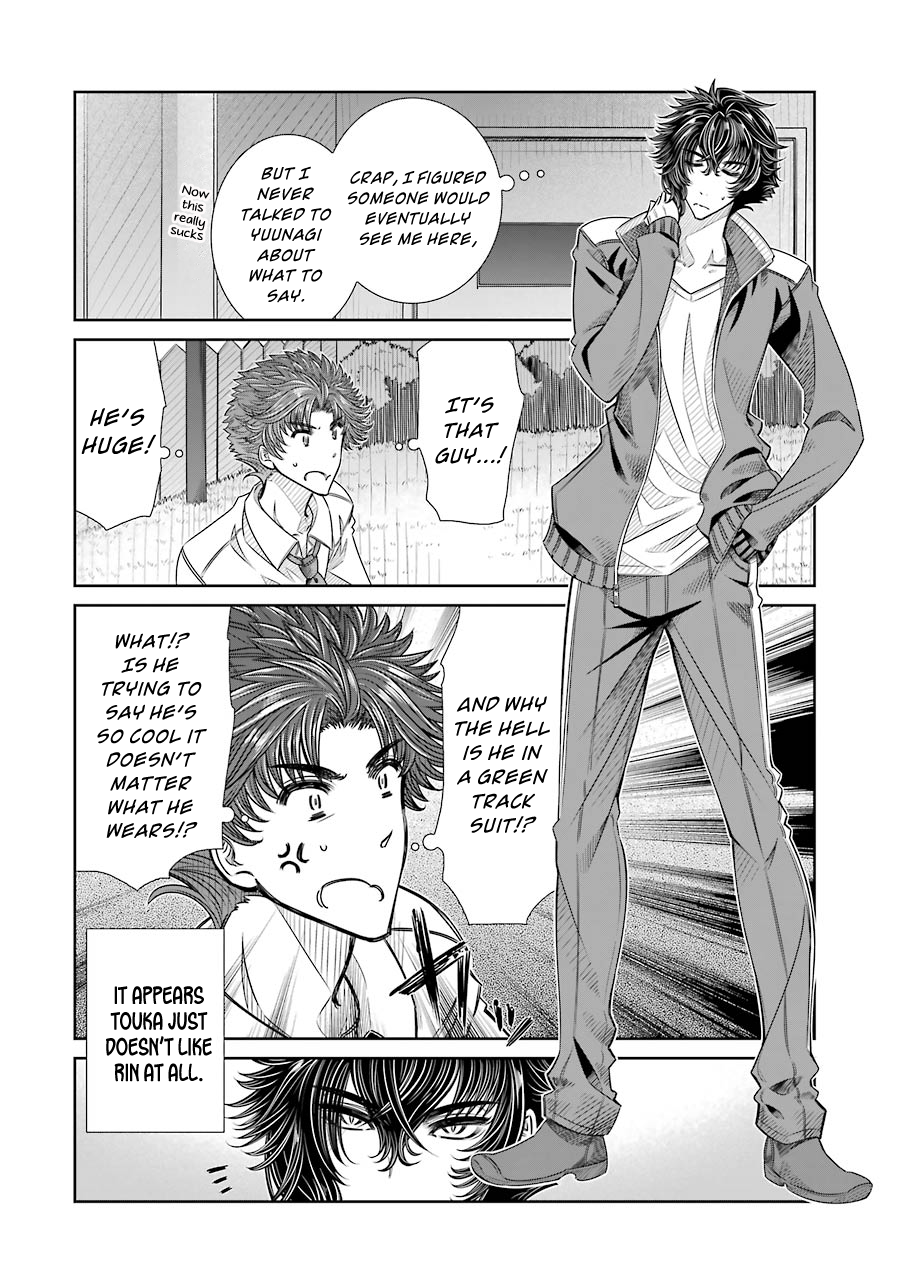 CRAP, I FIGURED
SOMEONE WOULD
EVENTUALLY
SEE ME HERE,
BUT I
NEVER
TALKED TO
YUUNAGI
ABOUT
WHAT TO
SAY.
Now
this
really
sucks
IT'S
THAT
GUY...!
HE'S
HUGE!
AND WHY
THE HELL
IS HE IN
A GREEN
TRACK
SUIT!?
WHAT!?
IS HE
TRYING TO
SAY HE'S
SO COOL IT
DOESN'T
MATTER
WHAT HE
WEARS!?
IT APPEARS
TOUKA JUST
DOESN'T LIKE
RIN AT ALL.